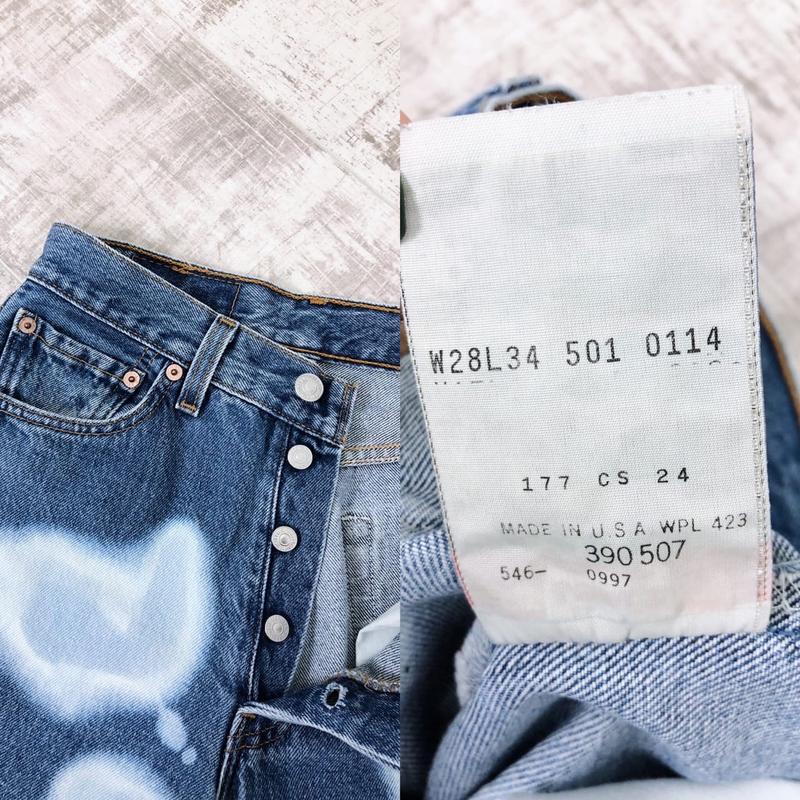 W28L34 501 0114
177 CS 24
MADE IN U.S.A WPL 423
390507
546- 0997